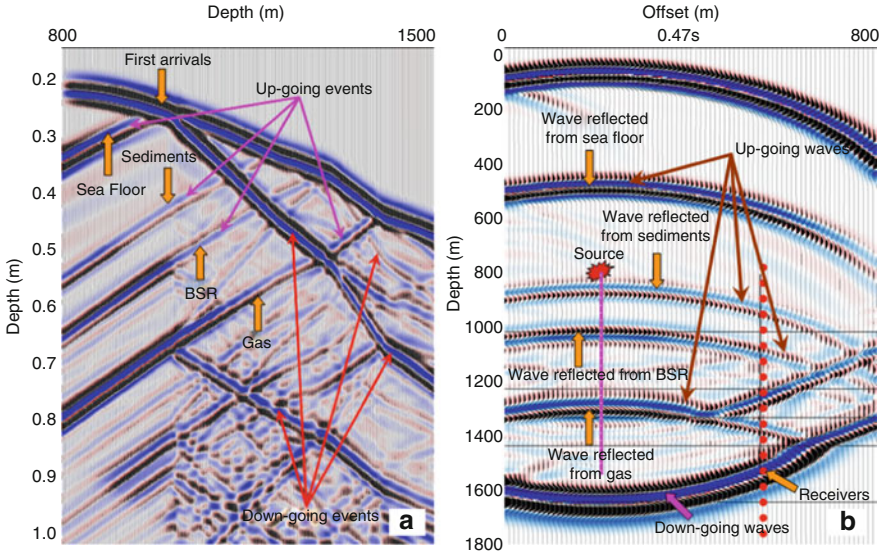 Depth (m)
800
1500
First arrivals
Up-going events
Sediments
Sea Floor
BSR
Gas
Down-going events
a
Depth (m)
0.2
0.3
0.4
0.5
0.6
0.7
0.8
0.9
1.0
Offset (m)
0
0.47s
800
Wave reflected
from sea floor
Up-going waves
Wave reflected
from sediments
Source
Wave reflected from BSR
Wave reflected
from gas
Receivers
Down-going waves
b
Depth (m)
0
200
400
600
800
1000
1200
1400
1600
1800